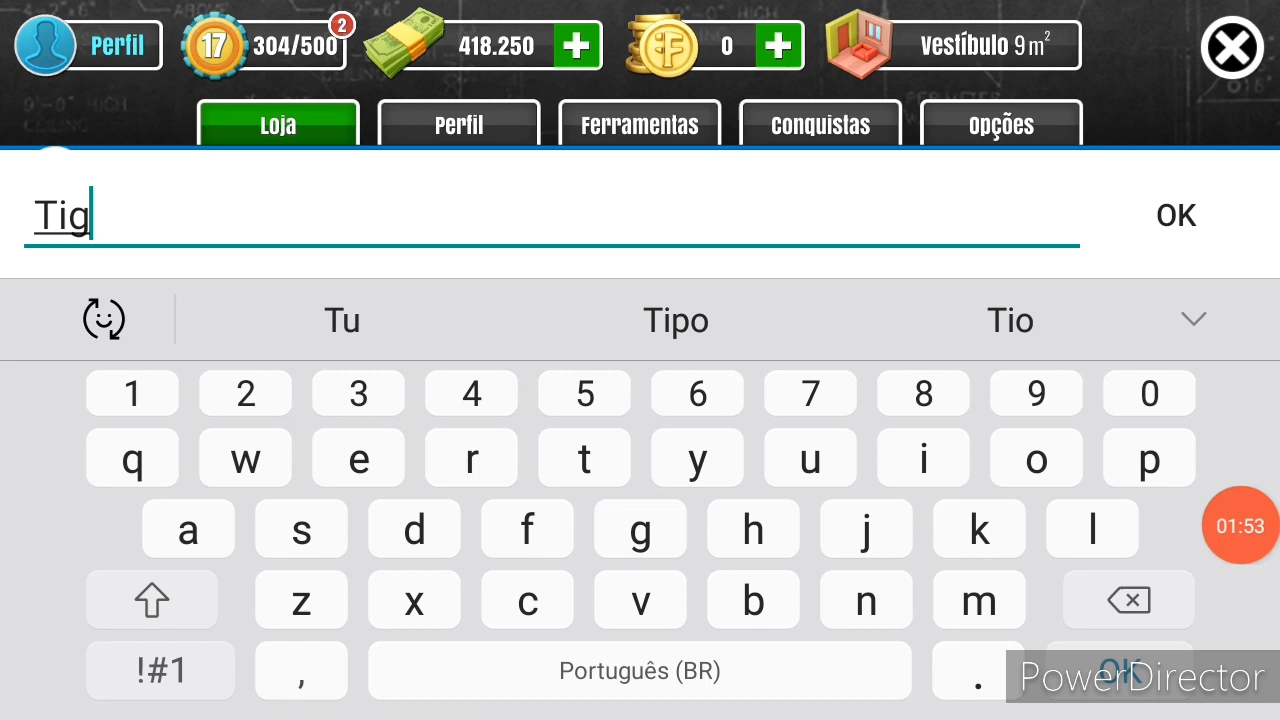 Perfil 17 304/500 2 418.250 0 Vestíbulo 9m²
Loja Perfil Ferramentas Conquistas Opções
Tig OK
Tu Tipo Tio
1 2 3 4 5 6 7 8 9 0
q w e r t y u i o p
a s d f g h j k l
01:53
z x c v b n m
!#1 , Português (BR) . OK
PowerDirector